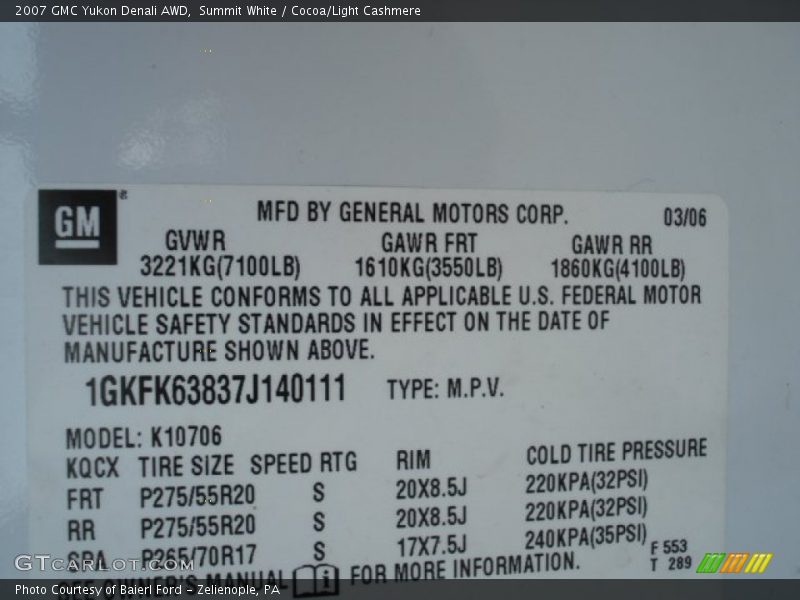 2007 GMC Yukon Denali AWD, Summit White / Cocoa/Light Cashmere
GM®
MFD BY GENERAL MOTORS CORP. 03/06
GVWR GAWR FRT GAWR RR
3221KG(7100LB) 1610KG(3550LB) 1860KG(4100LB)
THIS VEHICLE CONFORMS TO ALL APPLICABLE U.S. FEDERAL MOTOR
VEHICLE SAFETY STANDARDS IN EFFECT ON THE DATE OF
MANUFACTURE SHOWN ABOVE.
1GKFK63837J140111 TYPE: M.P.V.
MODEL: K10706
KQCX TIRE SIZE SPEED RTG RIM COLD TIRE PRESSURE
FRT P275/55R20 S 20X8.5J 220KPA(32PSI)
RR P275/55R20 S 20X8.5J 220KPA(32PSI)
SPA P265/70R17 S 17X7.5J 240KPA(35PSI)
SEE OWNER'S MANUAL FOR MORE INFORMATION.
F 553
T 289
GTCarLot.com
Photo Courtesy of Baierl Ford - Zelienople, PA